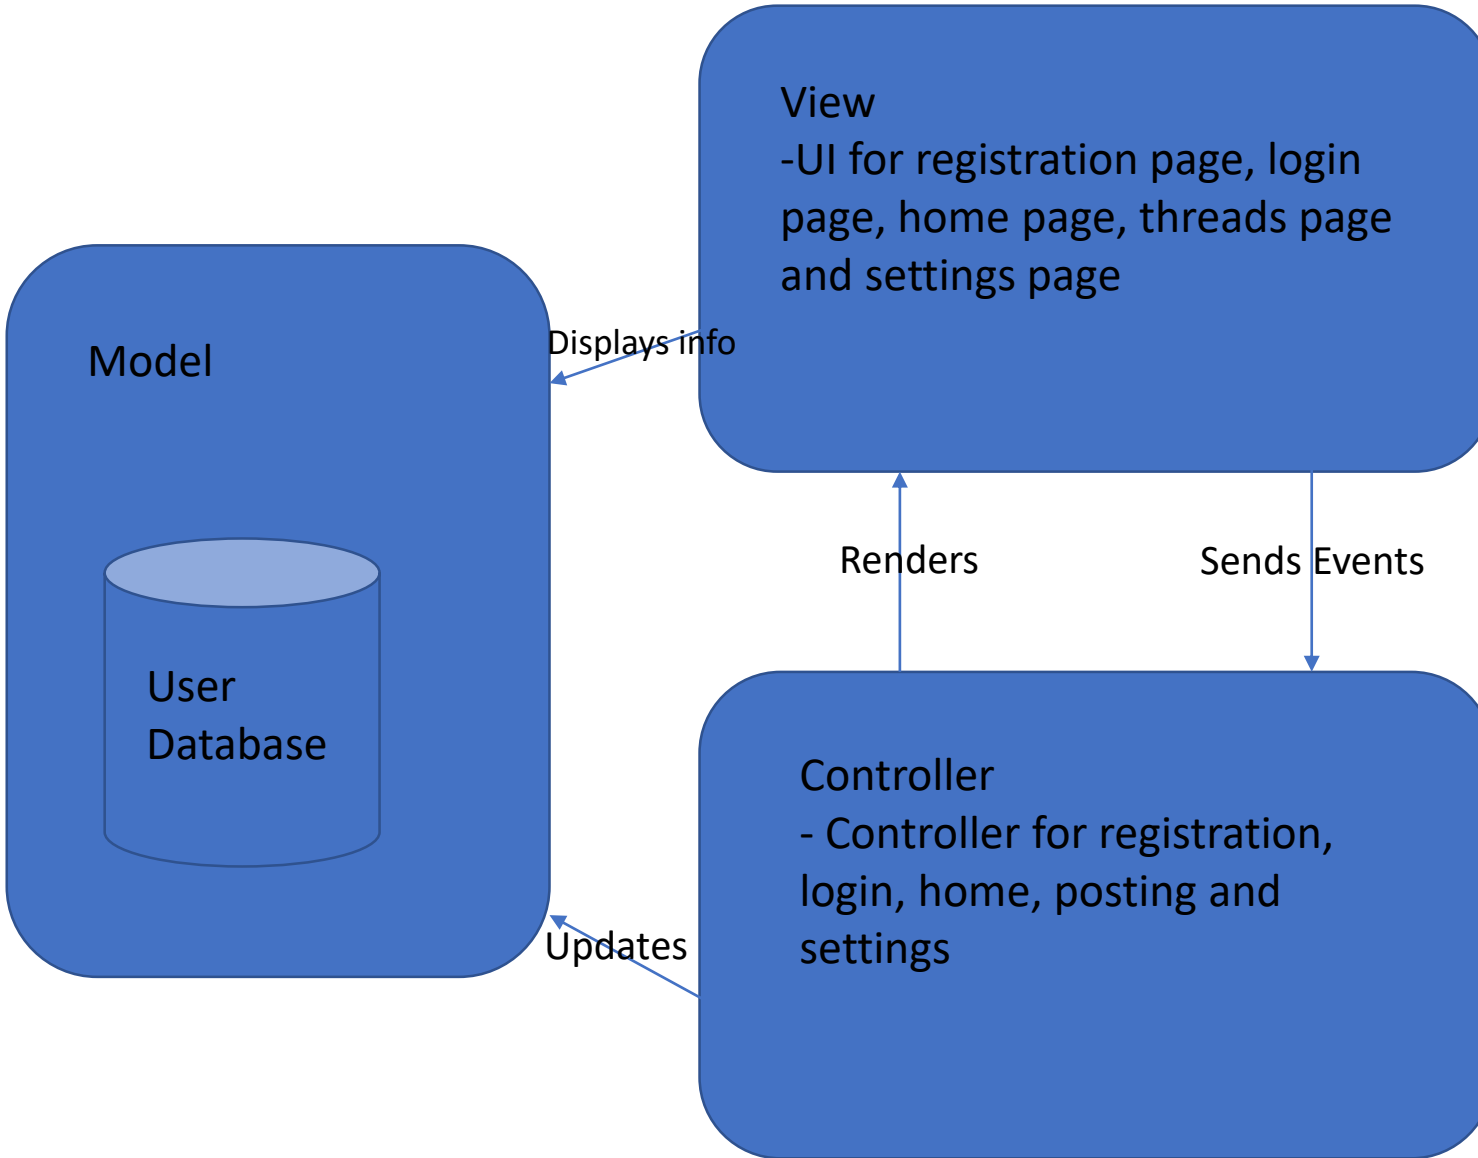 View
-UI for registration page, login
page, home page, threads page
and settings page
Model
Displays info
Renders
Sends Events
User
Database
Controller
- Controller for registration,
login, home, posting and
settings
Updates